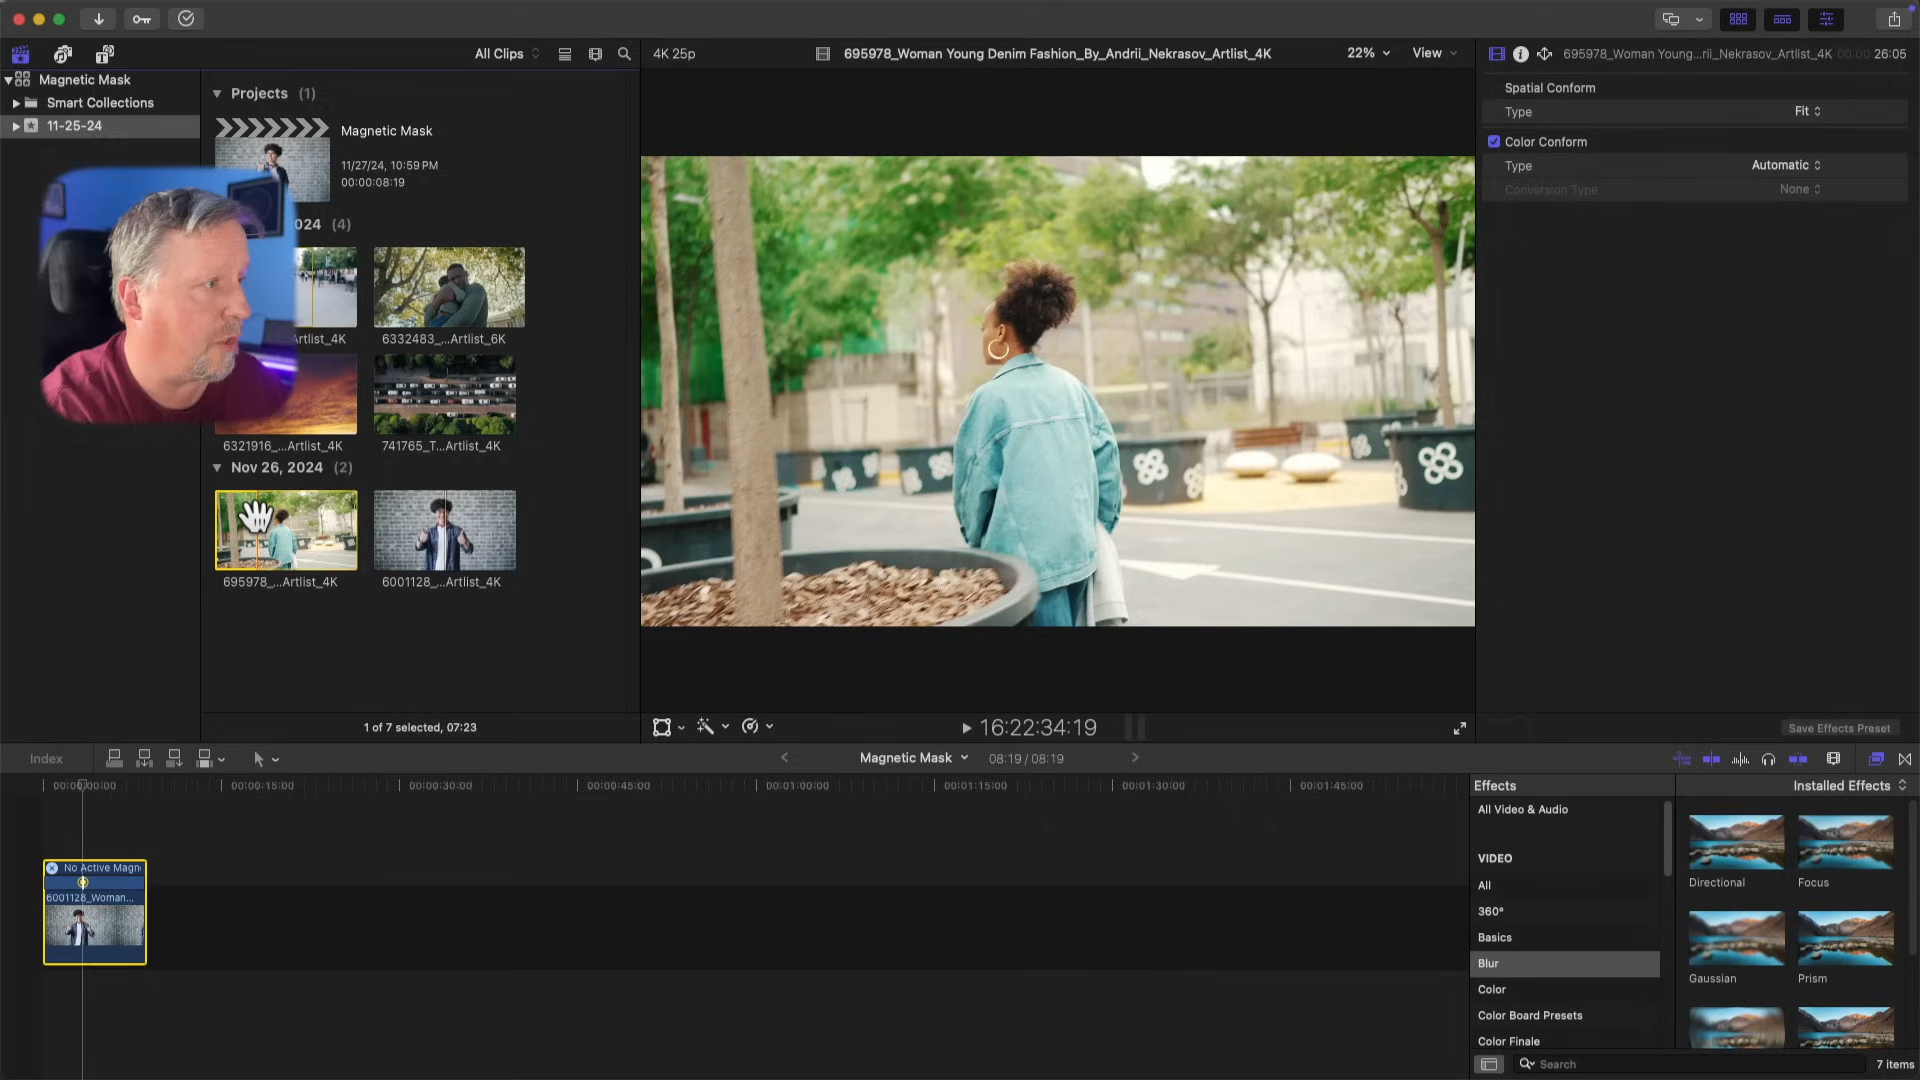 All Clips
4K 25p
695978_Woman Young Denim Fashion_By_Andrii_Nekrasov_Artlist_4K
22%
View
695978_Woman Young...rii_Nekrasov_Artlist_4K
00:00:26:05
Magnetic Mask
Smart Collections
11-25-24
Projects (1)
Magnetic Mask
11/27/24, 10:59 PM
00:00:08:19
024 (4)
Artlist_4K
6332483_...Artlist_6K
6321916_...Artlist_4K
741765_T...Artlist_4K
Nov 26, 2024 (2)
695978_...Artlist_4K
6001128_...Artlist_4K
1 of 7 selected, 07:23
Spatial Conform
Type
Fit
Color Conform
Type
Automatic
Conversion Type
None
16:22:34:19
Save Effects Preset
Index
Magnetic Mask
08:19 / 08:19
00:00:00:00
00:00:15:00
00:00:30:00
00:00:45:00
00:01:00:00
00:01:15:00
00:01:30:00
00:01:45:00
No Active Magn
6001128_Woman...
Effects
Installed Effects
All Video & Audio
VIDEO
All
360°
Basics
Blur
Color
Color Board Presets
Color Finale
Directional
Focus
Gaussian
Prism
Search
7 items